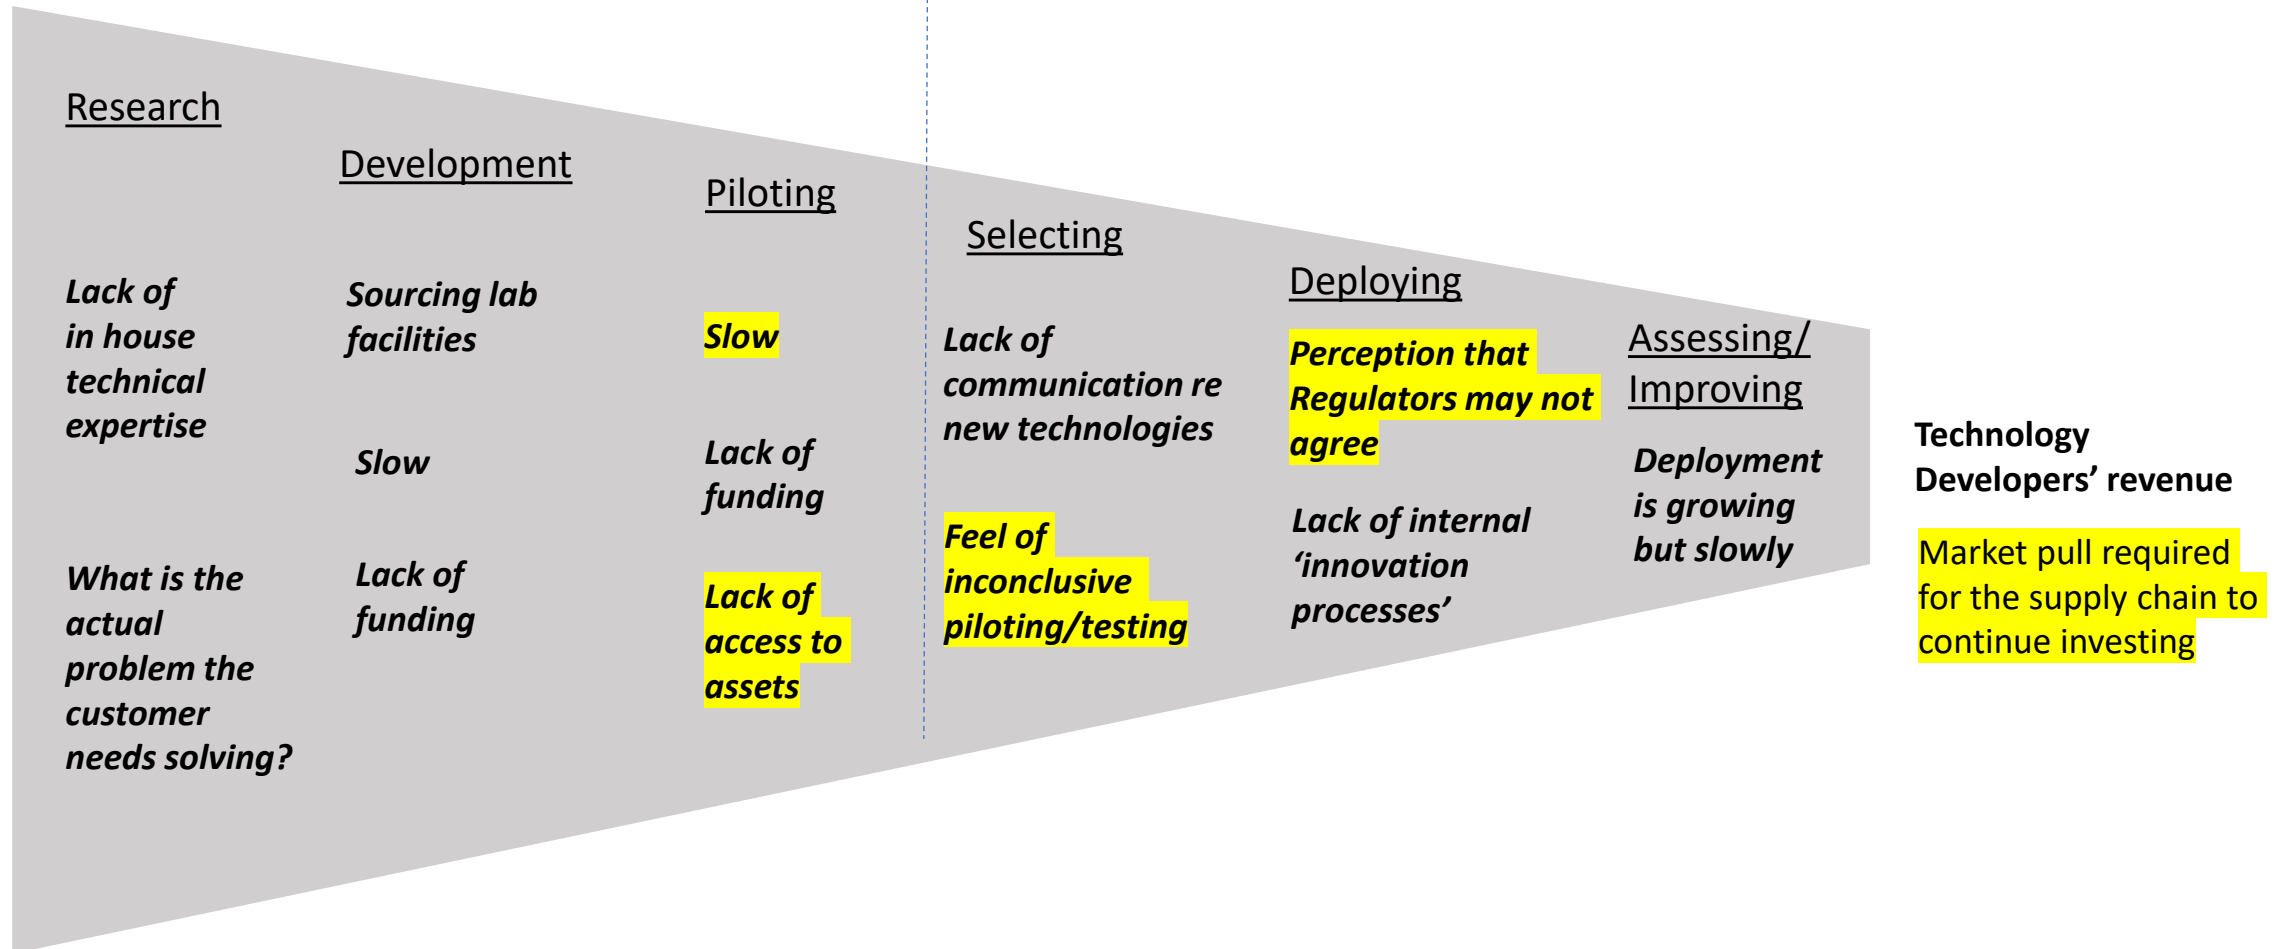 Research
Lack of
in house
technical
expertise
What is the
actual
problem the
customer
needs solving?
Development
Sourcing lab
facilities
Slow
Lack of
funding
Piloting
Slow
Lack of
funding
Lack of
access to
assets
Selecting
Lack of
communication re
new technologies
Feel of
inconclusive
piloting/testing
Deploying
Perception that
Regulators may not
agree
Lack of internal
‘innovation
processes’
Assessing/
Improving
Deployment
is growing
but slowly
Technology
Developers’ revenue
Market pull required
for the supply chain to
continue investing